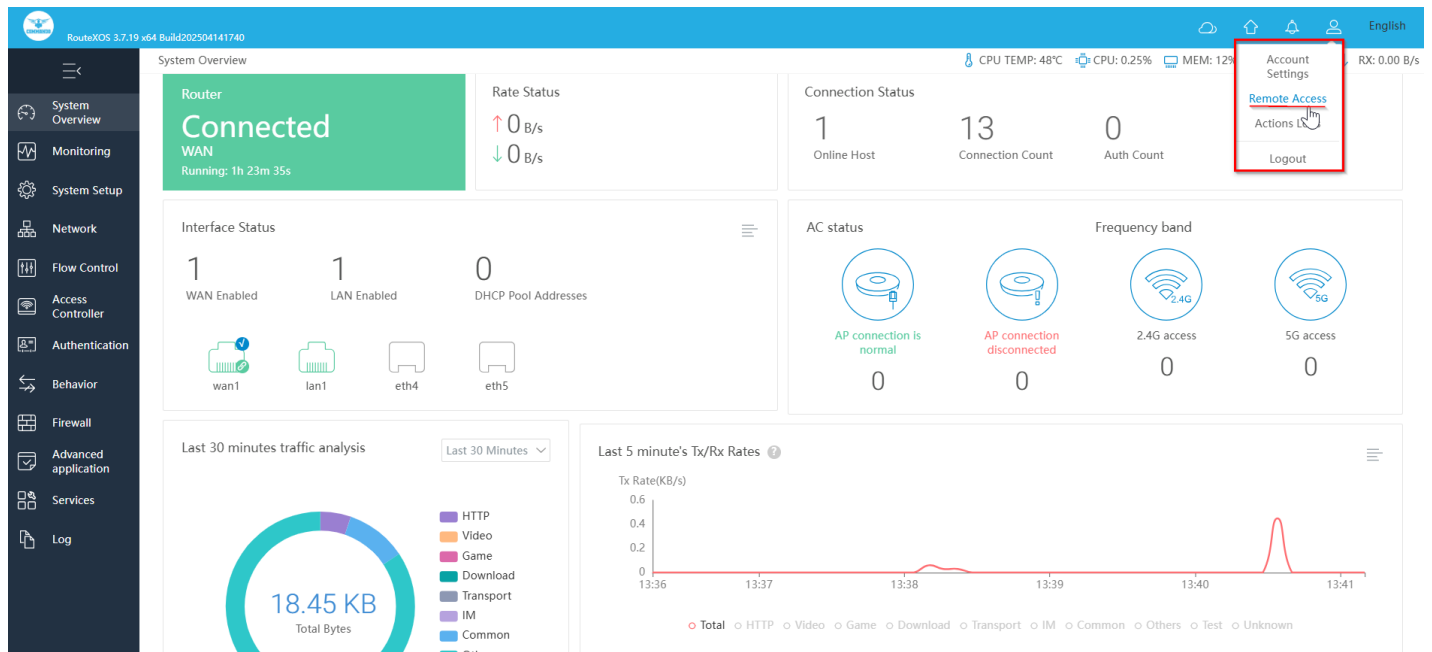 RouteXOS 3.7.19 x64 Build202504141740
English
System Overview
CPU TEMP: 48℃
CPU: 0.25%
MEM: 12%
RX: 0.00 B/s
Account
Settings
Remote Access
Actions
Logout
System
Overview
Monitoring
System Setup
Network
Flow Control
Access
Controller
Authentication
Behavior
Firewall
Advanced
application
Services
Log
Router
Connected
WAN
Running: 1h 23m 35s
Rate Status
↑ 0 B/s
↓ 0 B/s
Connection Status
1
Online Host
13
Connection Count
0
Auth Count
Interface Status
1
WAN Enabled
1
LAN Enabled
0
DHCP Pool Addresses
wan1
lan1
eth4
eth5
AC status
Frequency band
2.4G
5G
AP connection is
normal
0
AP connection
disconnected
0
2.4G access
0
5G access
0
Last 30 minutes traffic analysis
Last 30 Minutes
18.45 KB
Total Bytes
HTTP
Video
Game
Download
Transport
IM
Common
Last 5 minute's Tx/Rx Rates ?
Tx Rate(KB/s)
0.6
0.4
0.2
0
13:36 13:37 13:38 13:39 13:40 13:41
Total HTTP Video Game Download Transport IM Common Others Test Unknown